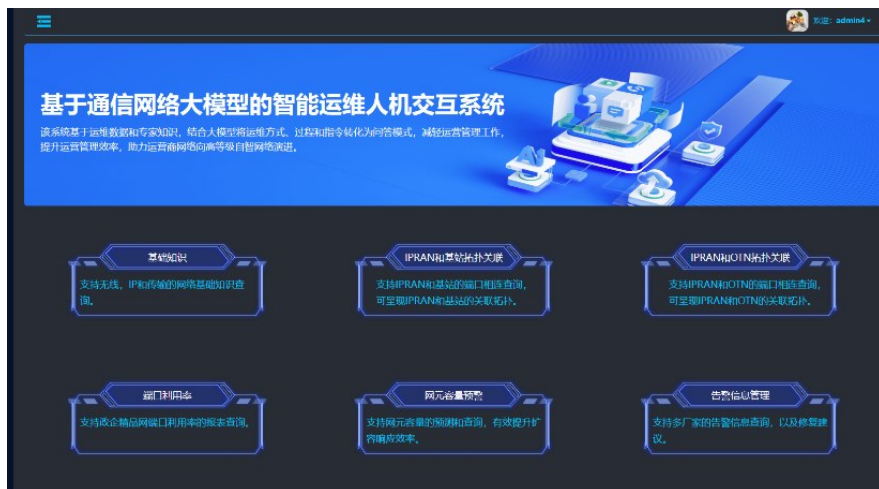 欢迎: admin4
基于通信网络大模型的智能运维人机交互系统
该系统基于运维数据和专家知识，结合大模型将运维方式、过程和指令转化为问答模式，减轻运营管理工作，
提升运营管理效率，助力运营商网络向高等级自智网络演进。
AI
基础知识
支持无线，IP和传输的网络基础知识查
询。
IPRAN和基站拓扑关联
支持IPRAN和基站的端口相连查询，
可呈现IPRAN和基站的关联拓扑。
IPRAN和OTN拓扑关联
支持IPRAN和OTN的端口相连查询，
可呈现IPRAN和OTN的关联拓扑。
端口利用率
支持政企精品网端口利用率的报表查询。
网元容量预警
支持网元容量的预测和查询，有效提升扩
容响应效率。
告警信息管理
支持多厂家的告警信息查询，以及修复建
议。